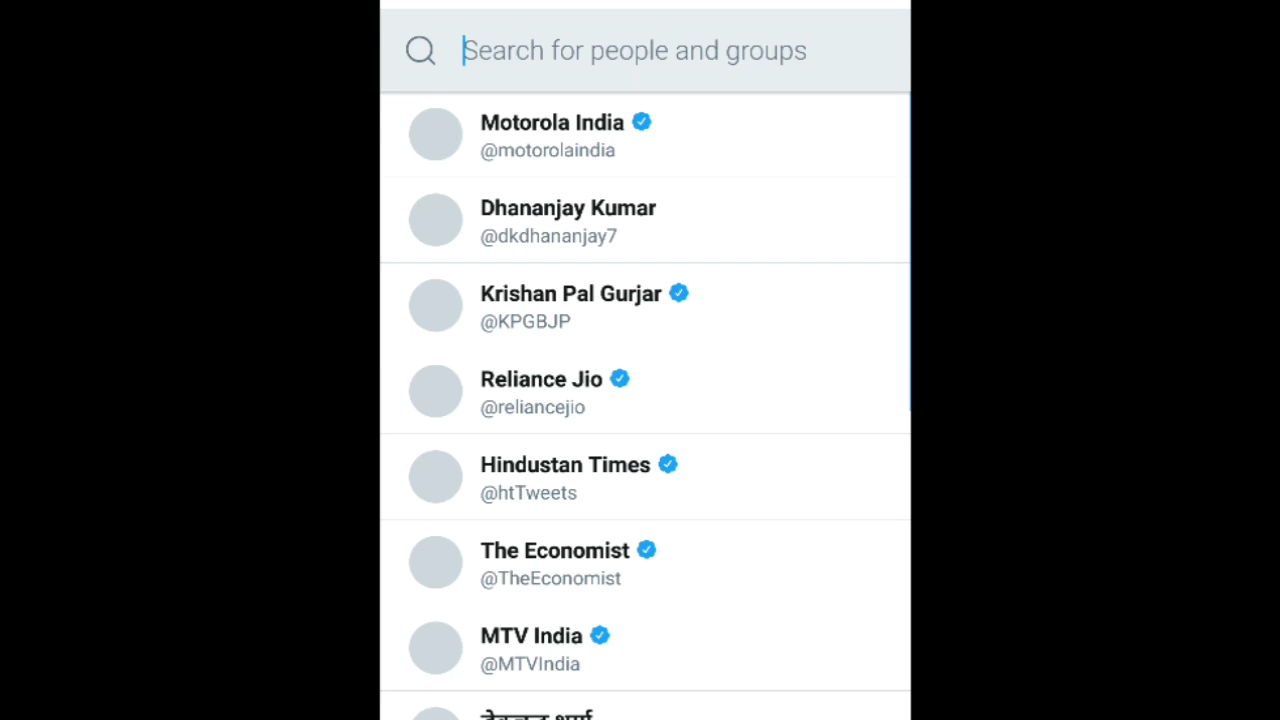 Search for people and groups
Motorola India
@motorolaindia
Dhananjay Kumar
@dkdhananjay7
Krishan Pal Gurjar
@KPGBJP
Reliance Jio
@reliancejio
Hindustan Times
@htTweets
The Economist
@TheEconomist
MTV India
@MTVIndia